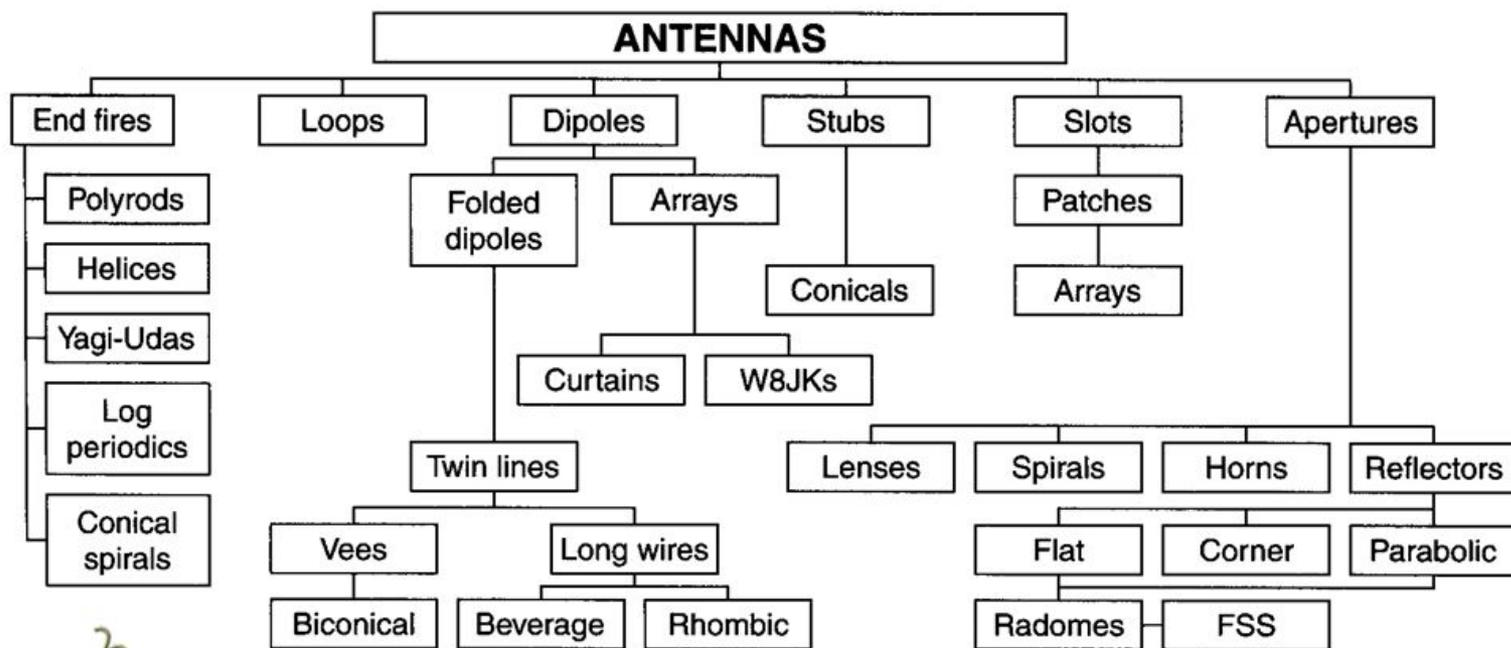 ANTENNAS
End fires
Loops
Dipoles
Stubs
Slots
Apertures
Polyrods
Helices
Yagi-Udas
Log
periodics
Conical
spirals
Folded
dipoles
Arrays
Conicals
Patches
Arrays
Curtains
W8JKs
Twin lines
Lenses
Spirals
Horns
Reflectors
Vees
Long wires
Flat
Corner
Parabolic
Biconical
Beverage
Rhombic
Radomes
FSS